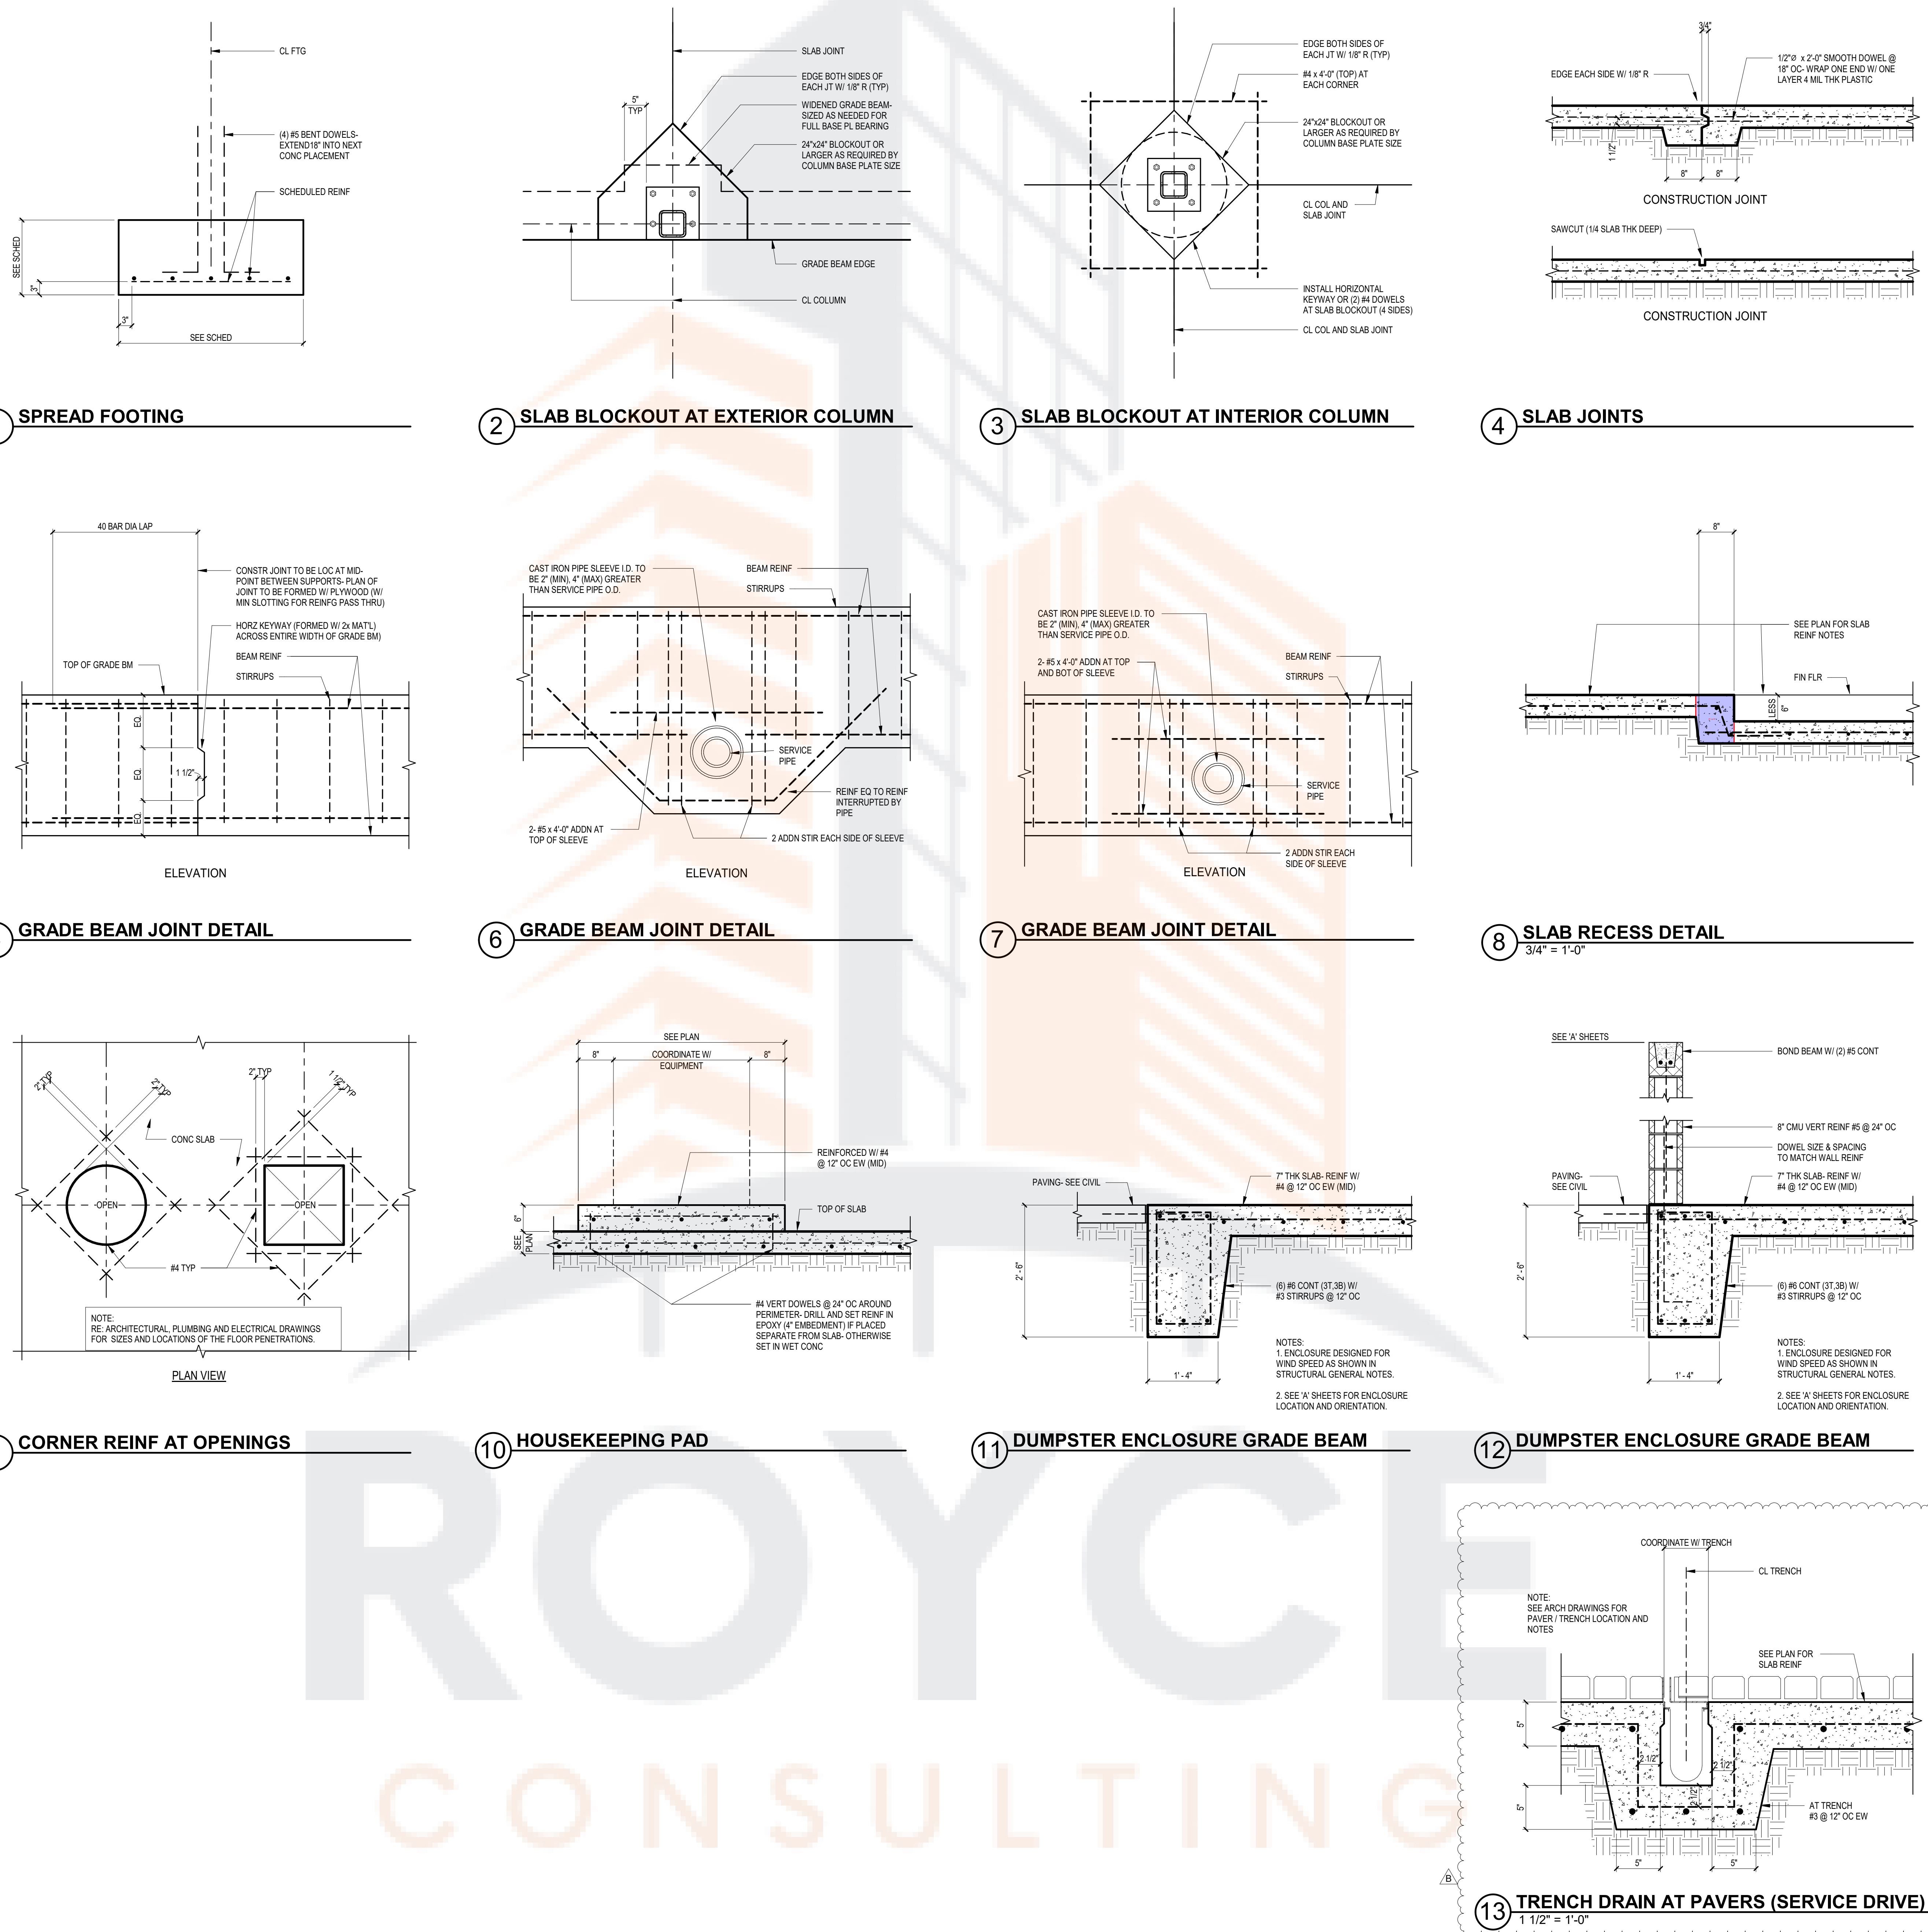 CL FTG
(4) #5 BENT DOWELS-
EXTEND18" INTO NEXT
CONC PLACEMENT
SCHEDULED REINF
SEE SCHED
3"
3"
SEE SCHED
SPREAD FOOTING
SLAB JOINT
EDGE BOTH SIDES OF
EACH JT W/ 1/8" R (TYP)
5"
TYP
WIDENED GRADE BEAM-
SIZED AS NEEDED FOR
FULL BASE PL BEARING
24"x24" BLOCKOUT OR
LARGER AS REQUIRED BY
COLUMN BASE PLATE SIZE
GRADE BEAM EDGE
CL COLUMN
2 SLAB BLOCKOUT AT EXTERIOR COLUMN
EDGE BOTH SIDES OF
EACH JT W/ 1/8" R (TYP)
#4 x 4'-0" (TOP) AT
EACH CORNER
24"x24" BLOCKOUT OR
LARGER AS REQUIRED BY
COLUMN BASE PLATE SIZE
CL COL AND
SLAB JOINT
INSTALL HORIZONTAL
KEYWAY OR (2) #4 DOWELS
AT SLAB BLOCKOUT (4 SIDES)
CL COL AND SLAB JOINT
3 SLAB BLOCKOUT AT INTERIOR COLUMN
3/4"
EDGE EACH SIDE W/ 1/8" R
1/2"Ø x 2'-0" SMOOTH DOWEL @
18" OC- WRAP ONE END W/ ONE
LAYER 4 MIL THK PLASTIC
1 1/2"
8" 8"
CONSTRUCTION JOINT
SAWCUT (1/4 SLAB THK DEEP)
CONSTRUCTION JOINT
4 SLAB JOINTS
40 BAR DIA LAP
CONSTR JOINT TO BE LOC AT MID-
POINT BETWEEN SUPPORTS- PLAN OF
JOINT TO BE FORMED W/ PLYWOOD (W/
MIN SLOTTING FOR REINFG PASS THRU)
HORZ KEYWAY (FORMED W/ 2x MAT'L)
ACROSS ENTIRE WIDTH OF GRADE BM)
TOP OF GRADE BM
BEAM REINF
STIRRUPS
EQ.
EQ.
1 1/2"
EQ.
ELEVATION
GRADE BEAM JOINT DETAIL
CAST IRON PIPE SLEEVE I.D. TO
BE 2" (MIN), 4" (MAX) GREATER
THAN SERVICE PIPE O.D.
BEAM REINF
STIRRUPS
SERVICE
PIPE
REINF EQ TO REINF
INTERRUPTED BY
PIPE
2- #5 x 4'-0" ADDN AT
TOP OF SLEEVE
2 ADDN STIR EACH SIDE OF SLEEVE
ELEVATION
6 GRADE BEAM JOINT DETAIL
CAST IRON PIPE SLEEVE I.D. TO
BE 2" (MIN), 4" (MAX) GREATER
THAN SERVICE PIPE O.D.
2- #5 x 4'-0" ADDN AT TOP
AND BOT OF SLEEVE
BEAM REINF
STIRRUPS
SERVICE
PIPE
2 ADDN STIR EACH
SIDE OF SLEEVE
ELEVATION
7 GRADE BEAM JOINT DETAIL
8"
SEE PLAN FOR SLAB
REINF NOTES
FIN FLR
LESS
6"
8 SLAB RECESS DETAIL
3/4" = 1'-0"
2" TYP
2" TYP
2" TYP
1 1/2" TYP
CONC SLAB
OPEN
OPEN
#4 TYP
NOTE:
RE: ARCHITECTURAL, PLUMBING AND ELECTRICAL DRAWINGS
FOR SIZES AND LOCATIONS OF THE FLOOR PENETRATIONS.
PLAN VIEW
CORNER REINF AT OPENINGS
SEE PLAN
8" COORDINATE W/ 8"
EQUIPMENT
REINFORCED W/ #4
@ 12" OC EW (MID)
TOP OF SLAB
6"
SEE
PLAN
#4 VERT DOWELS @ 24" OC AROUND
PERIMETER- DRILL AND SET REINF IN
EPOXY (4" EMBEDMENT) IF PLACED
SEPARATE FROM SLAB- OTHERWISE
SET IN WET CONC
10 HOUSEKEEPING PAD
PAVING- SEE CIVIL
7" THK SLAB- REINF W/
#4 @ 12" OC EW (MID)
2' - 6"
(6) #6 CONT (3T,3B) W/
#3 STIRRUPS @ 12" OC
1' - 4"
NOTES:
1. ENCLOSURE DESIGNED FOR
WIND SPEED AS SHOWN IN
STRUCTURAL GENERAL NOTES.
2. SEE 'A' SHEETS FOR ENCLOSURE
LOCATION AND ORIENTATION.
11 DUMPSTER ENCLOSURE GRADE BEAM
SEE 'A' SHEETS
BOND BEAM W/ (2) #5 CONT
8" CMU VERT REINF #5 @ 24" OC
DOWEL SIZE & SPACING
TO MATCH WALL REINF
PAVING-
SEE CIVIL
7" THK SLAB- REINF W/
#4 @ 12" OC EW (MID)
2' - 6"
(6) #6 CONT (3T,3B) W/
#3 STIRRUPS @ 12" OC
1' - 4"
NOTES:
1. ENCLOSURE DESIGNED FOR
WIND SPEED AS SHOWN IN
STRUCTURAL GENERAL NOTES.
2. SEE 'A' SHEETS FOR ENCLOSURE
LOCATION AND ORIENTATION.
12 DUMPSTER ENCLOSURE GRADE BEAM
COORDINATE W/ TRENCH
CL TRENCH
NOTE:
SEE ARCH DRAWINGS FOR
PAVER / TRENCH LOCATION AND
NOTES
SEE PLAN FOR
SLAB REINF
5"
2 1/2" 2 1/2"
2 1/2"
5"
AT TRENCH
#3 @ 12" OC EW
5" 5"
B
13 TRENCH DRAIN AT PAVERS (SERVICE DRIVE)
1 1/2" = 1'-0"
ROYCE
CONSULTING